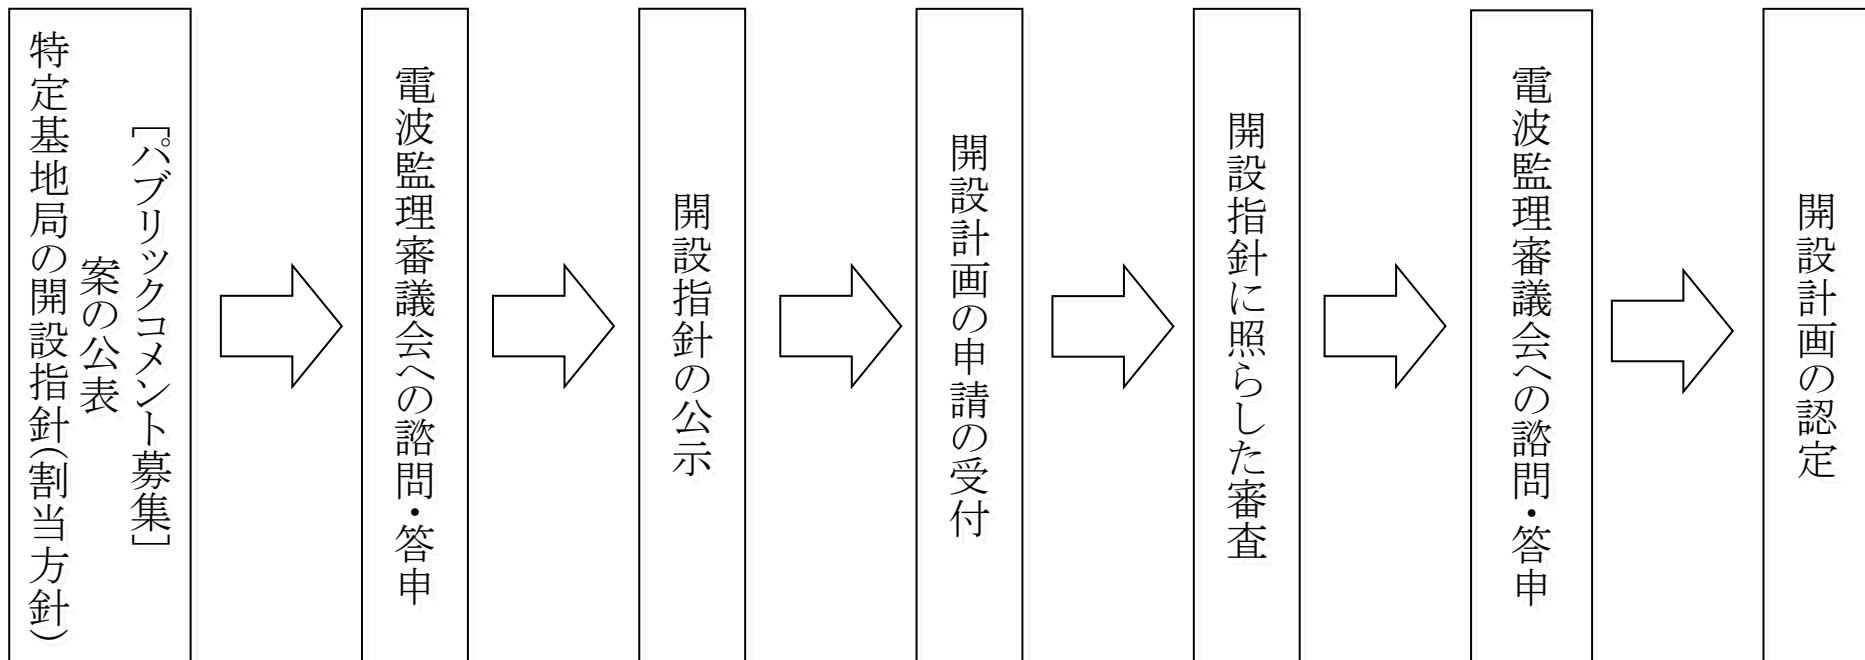 特定基地局の開設指針(割当方針)
案の公表
[パブリックコメント募集]
電波監理審議会への諮問・答申
開設指針の公示
開設計画の申請の受付
開設指針に照らした審査
電波監理審議会への諮問・答申
開設計画の認定